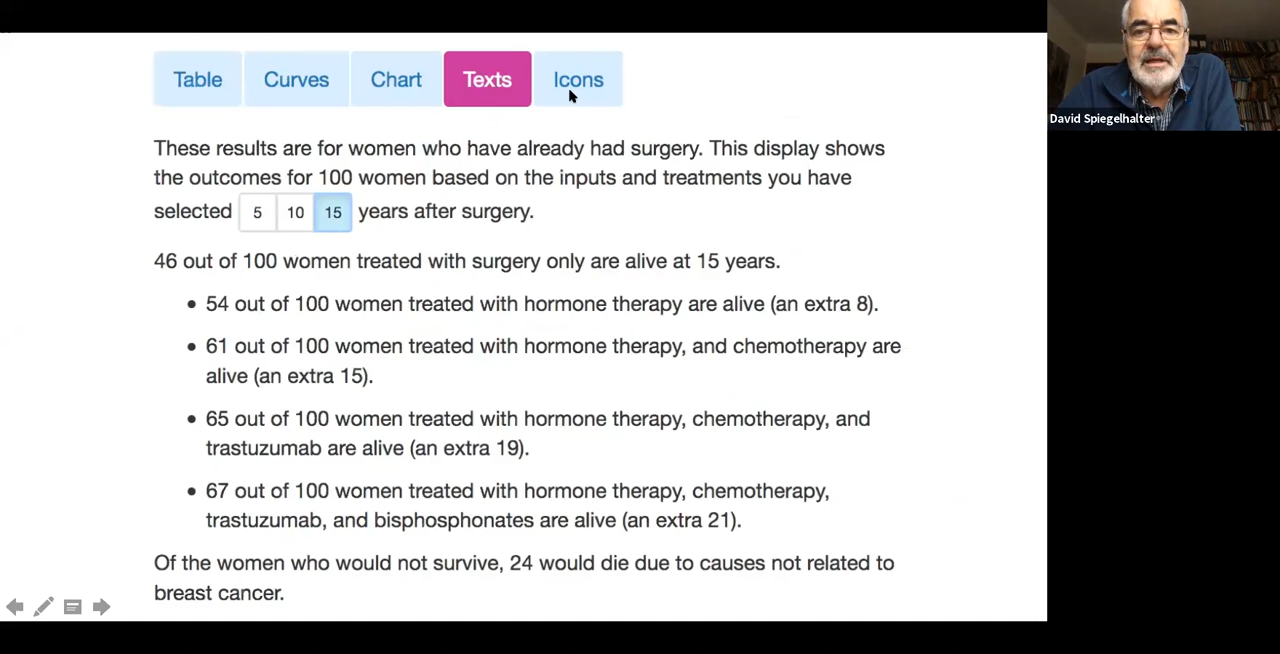 Table Curves Chart Texts Icons
David Spiegelhalter
These results are for women who have already had surgery. This display shows
the outcomes for 100 women based on the inputs and treatments you have
selected 5 10 15 years after surgery.
46 out of 100 women treated with surgery only are alive at 15 years.
• 54 out of 100 women treated with hormone therapy are alive (an extra 8).
• 61 out of 100 women treated with hormone therapy, and chemotherapy are
alive (an extra 15).
• 65 out of 100 women treated with hormone therapy, chemotherapy, and
trastuzumab are alive (an extra 19).
• 67 out of 100 women treated with hormone therapy, chemotherapy,
trastuzumab, and bisphosphonates are alive (an extra 21).
Of the women who would not survive, 24 would die due to causes not related to
breast cancer.